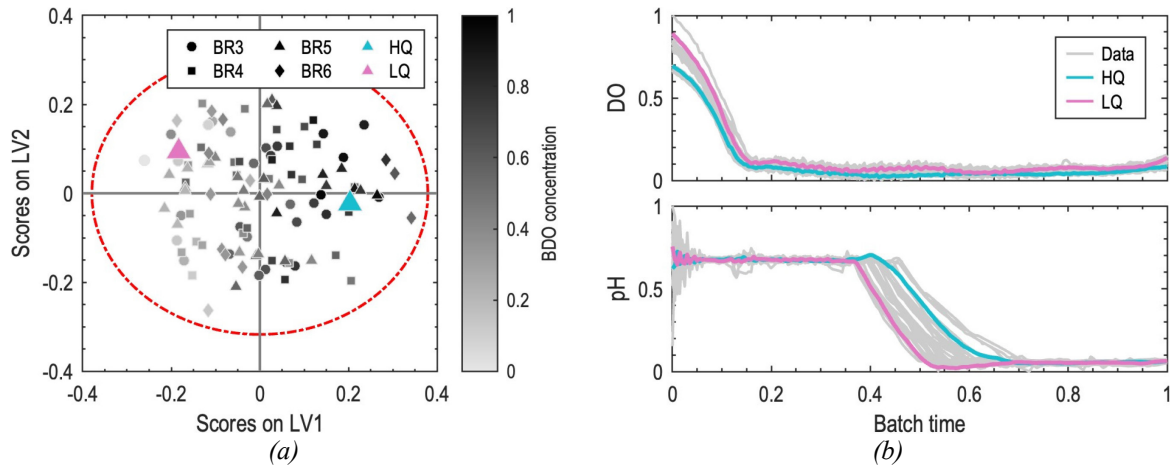 0.4
0.2
0
-0.2
-0.4
Scores on LV2
BR3 BR5 HQ
BR4 BR6 LQ
-0.4 -0.2 0 0.2 0.4
Scores on LV1
1
0.8
0.6
0.4
0.2
0
BDO concentration
(a)
1
0.5
0
DO
Data
HQ
LQ
1
0.5
0
pH
0 0.2 0.4 0.6 0.8 1
Batch time
(b)